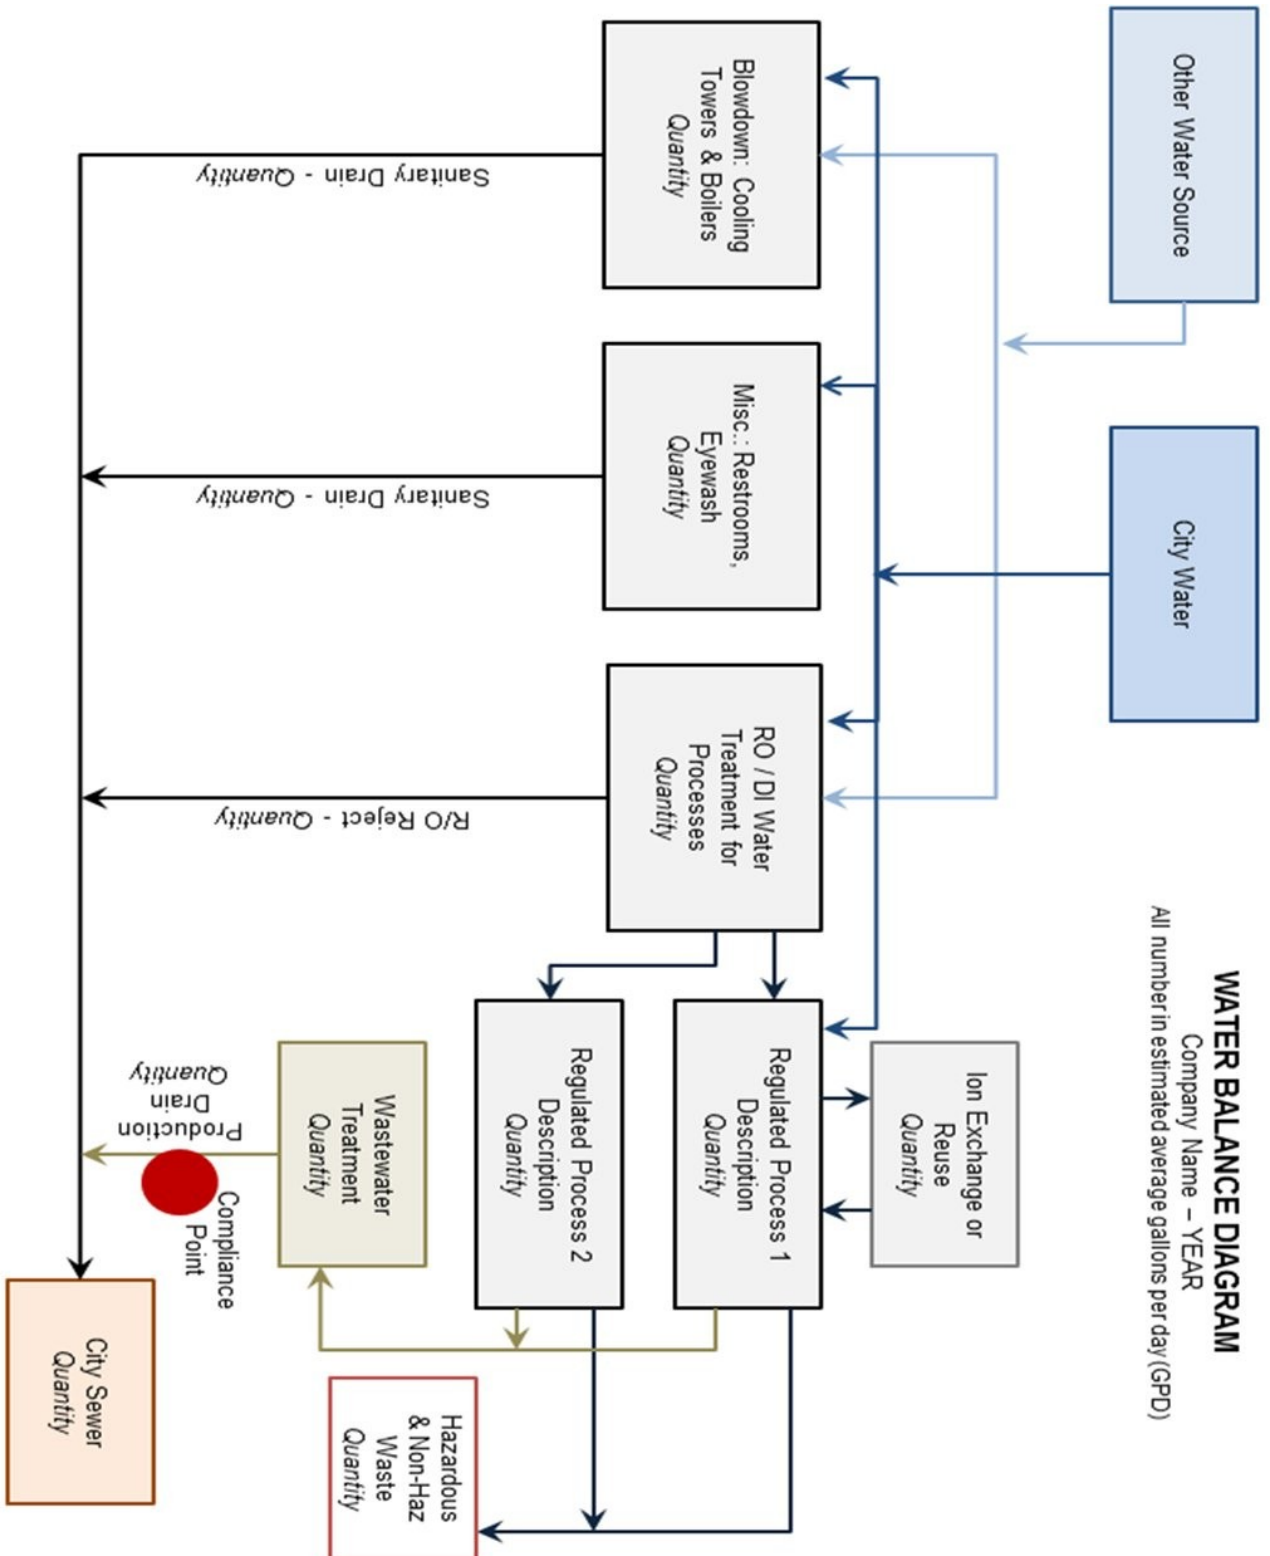 WATER BALANCE DIAGRAM
Company Name – YEAR
All number in estimated average gallons per day (GPD)
Other Water Source
City Water
Blowdown: Cooling
Towers & Boilers
Quantity
Misc.: Restrooms,
Eyewash
Quantity
RO / DI Water
Treatment for
Processes
Quantity
Ion Exchange or
Reuse
Quantity
Regulated Process 1
Description
Quantity
Regulated Process 2
Description
Quantity
Wastewater
Treatment
Quantity
Hazardous
& Non-Haz
Waste
Quantity
Sanitary Drain - Quantity
Sanitary Drain - Quantity
R/O Reject - Quantity
Production
Drain
Quantity
Compliance
Point
City Sewer
Quantity